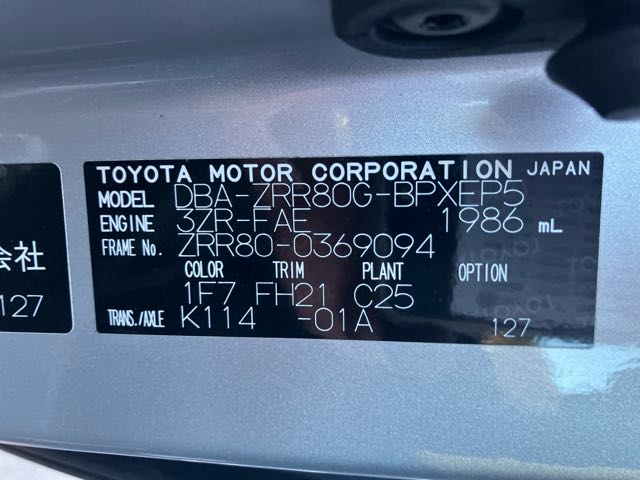 TOYOTA MOTOR CORPORATION JAPAN
MODEL DBA-ZRR80G-BPXEP5
ENGINE 3ZR-FAE 1986 mL
FRAME No. ZRR80-0369094
COLOR TRIM PLANT OPTION
1F7 FH21 C25
TRANS./AXLE K114 -01A 127
会社
127